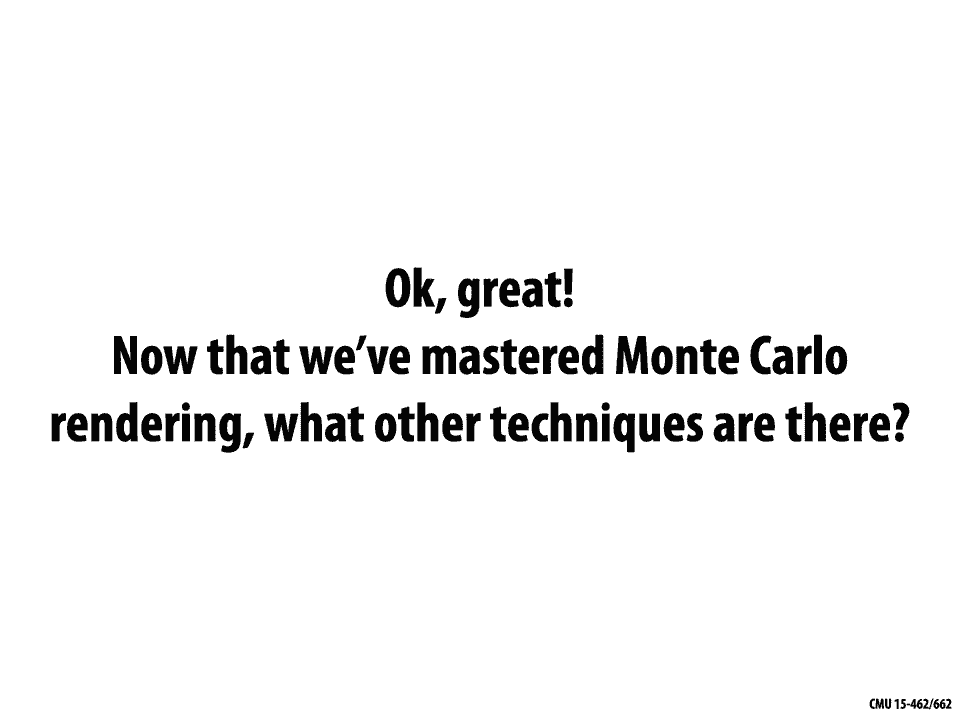 Ok, great!
Now that we’ve mastered Monte Carlo
rendering, what other techniques are there?
CMU 15-462/662